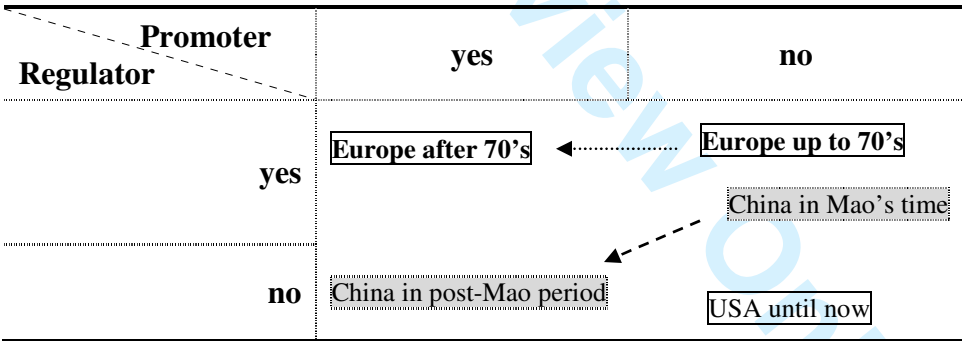 Promoter
Regulator
yes
no
yes
Europe after 70's
Europe up to 70's
China in Mao's time
no
China in post-Mao period
USA until now